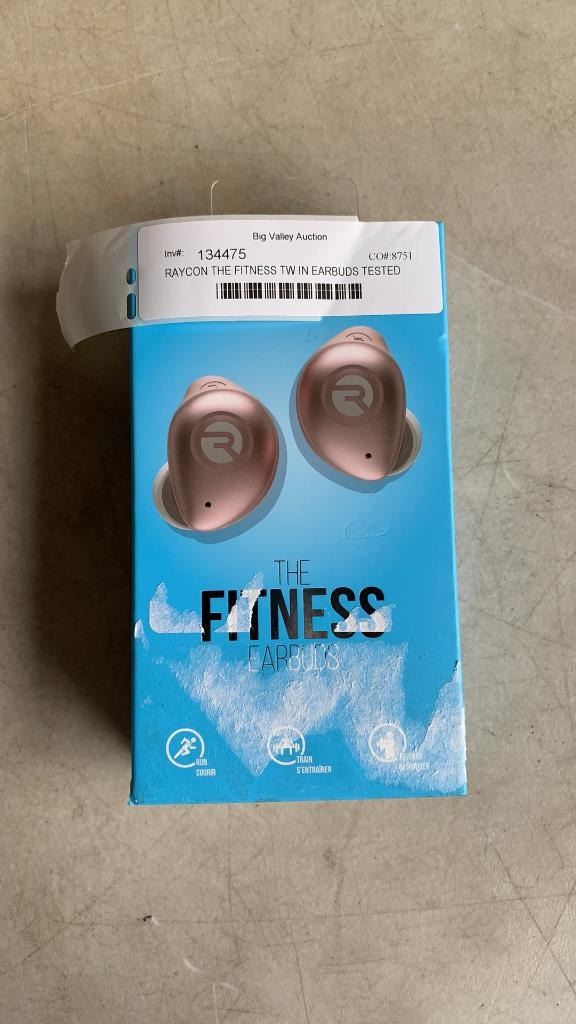 Big Valley Auction
Inv#: 134475 CO#:8751
RAYCON THE FITNESS TW IN EARBUDS TESTED
THE
FITNESS
EARBUDS
RUN
COURIR
TRAIN
S'ENTRAÎNER